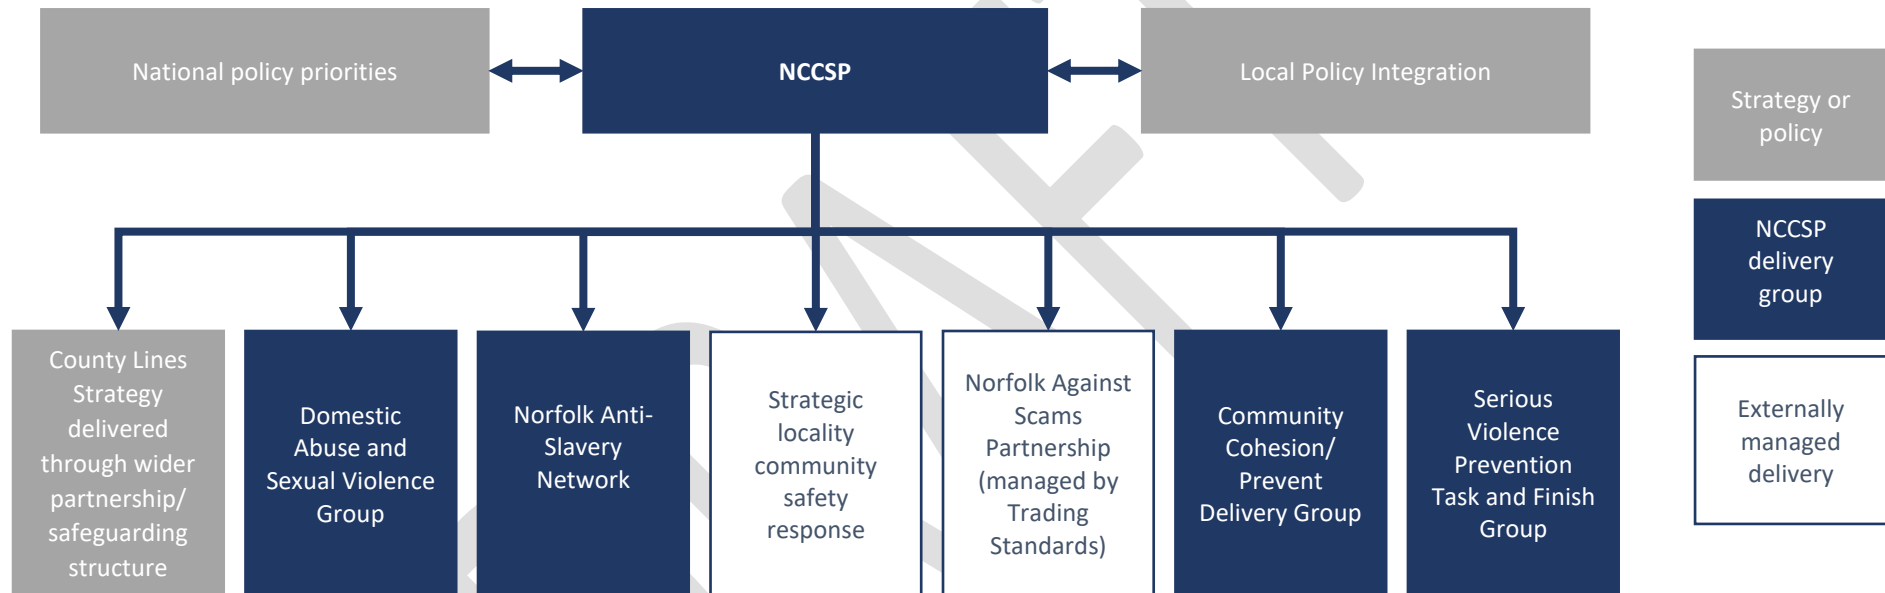 National policy priorities
NCCSP
Local Policy Integration
Strategy or
policy
NCCSP
delivery
group
Externally
managed
delivery
County Lines
Strategy
delivered
through wider
partnership/
safeguarding
structure
Domestic
Abuse and
Sexual Violence
Group
Norfolk Anti-
Slavery
Network
Strategic
locality
community
safety
response
Norfolk Against
Scams
Partnership
(managed by
Trading
Standards)
Community
Cohesion/
Prevent
Delivery Group
Serious
Violence
Prevention
Task and Finish
Group